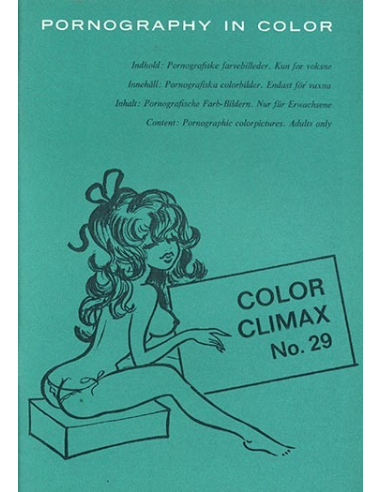 PORNOGRAPHY IN COLOR
Indhold: Pornografiske farvebilleder. Kun for voksne
Innehåll: Pornografiska colorbilder. Endast för vuxna
Inhalt: Pornografische Farb-Bildern. Nur für Erwachsene
Content: Pornographic colorpictures. Adults only
COLOR
CLIMAX
No. 29